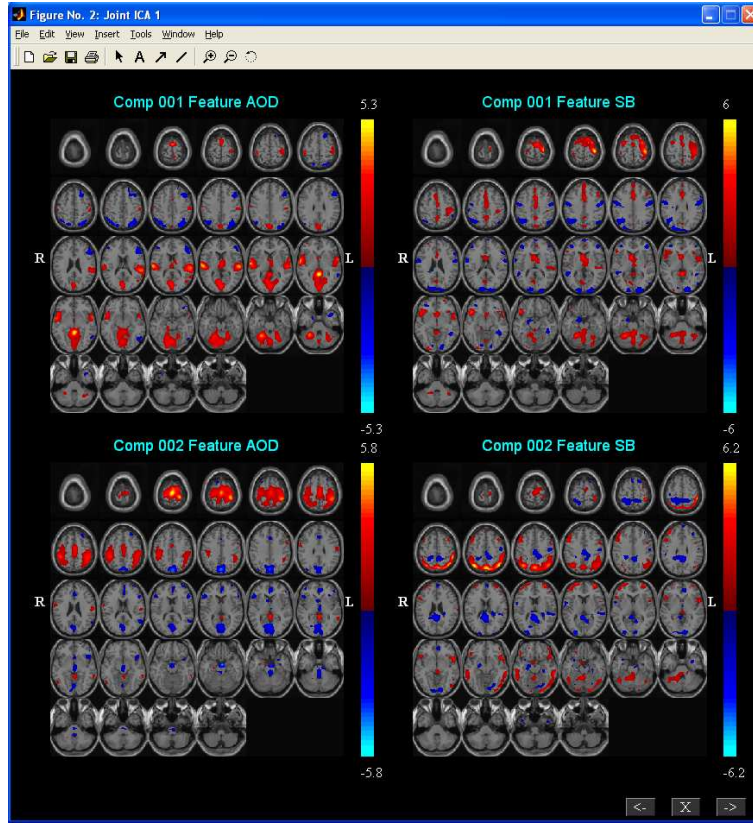 Figure No. 2: Joint ICA 1
File Edit View Insert Tools Window Help
A
Comp 001 Feature AOD
5.3
Comp 001 Feature SB
6
R
L
R
-5.3
-6
Comp 002 Feature AOD
5.8
Comp 002 Feature SB
6.2
R
L
R
-5.8
-6.2
<- X ->